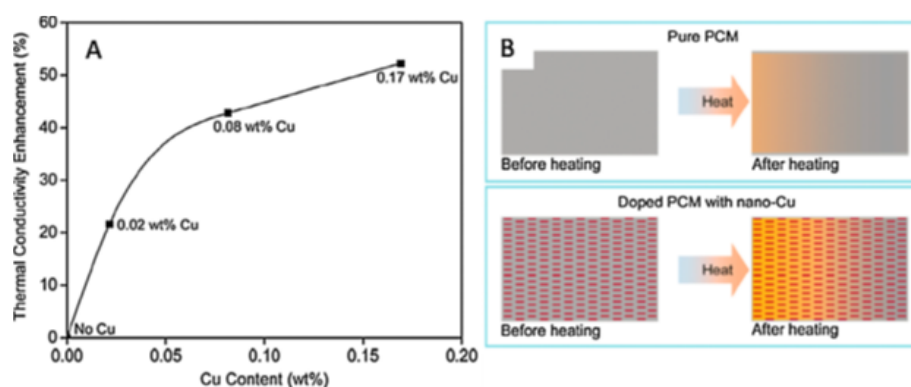 A
Thermal Conductivity Enhancement (%)
60
50
40
30
20
10
0
0.17 wt% Cu
0.08 wt% Cu
0.02 wt% Cu
No Cu
0.00
0.05
0.10
0.15
0.20
Cu Content (wt%)
B
Pure PCM
Heat
Before heating
After heating
Doped PCM with nano-Cu
Heat
Before heating
After heating